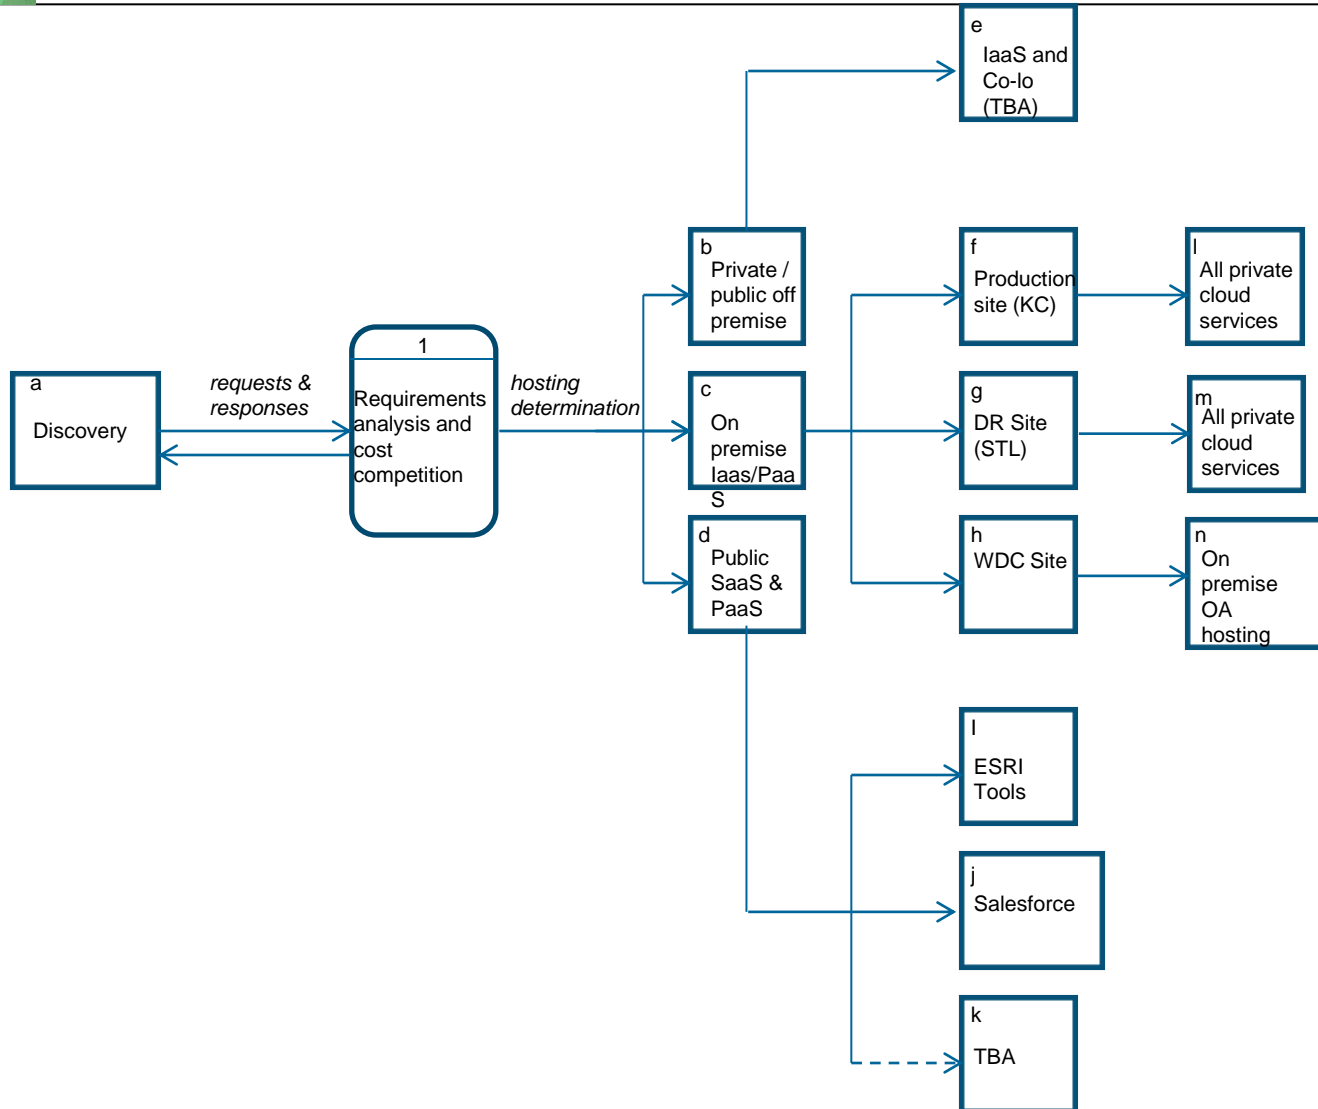 e
IaaS and
Co-lo
(TBA)
b
Private /
public off
premise
f
Production
site (KC)
l
All private
cloud
services
1
Requirements
analysis and
cost
competition
a
Discovery
requests &
responses
hosting
determination
c
On
premise
Iaas/Paa
S
g
DR Site
(STL)
m
All private
cloud
services
d
Public
SaaS &
PaaS
h
WDC Site
n
On
premise
OA
hosting
I
ESRI
Tools
j
Salesforce
k
TBA